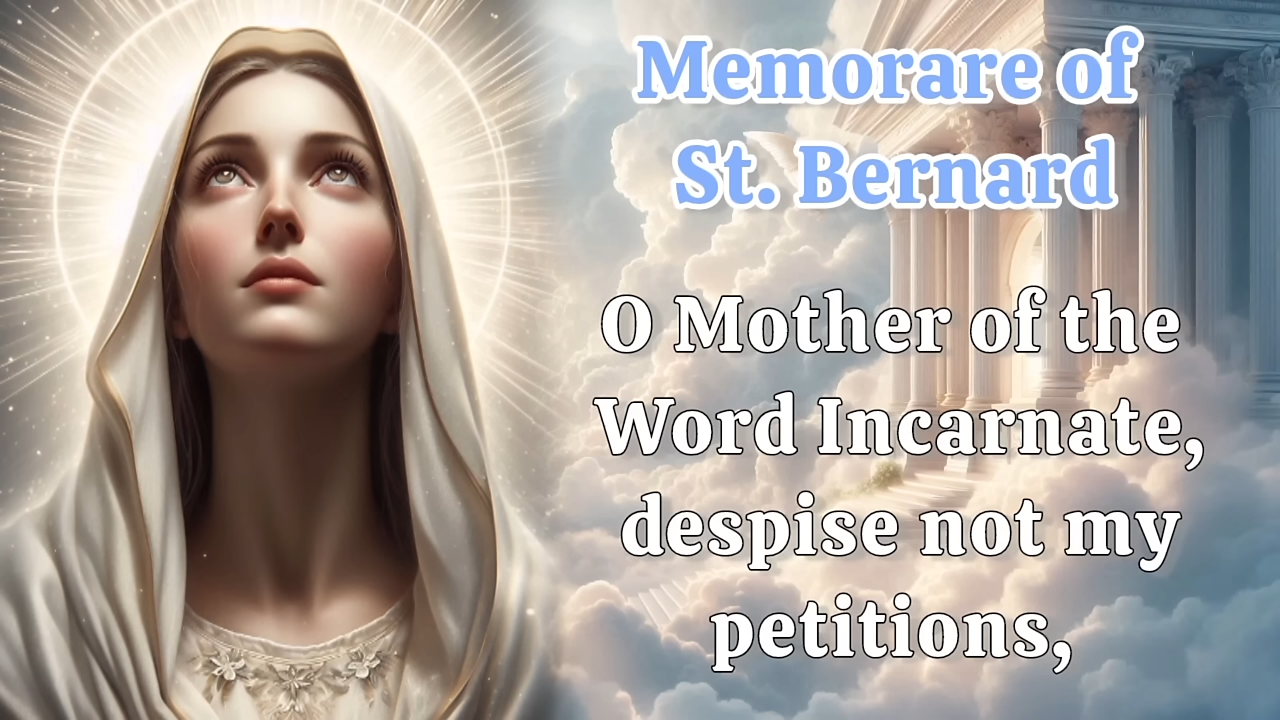 Memorare of
St. Bernard
O Mother of the
Word Incarnate,
despise not my
petitions,